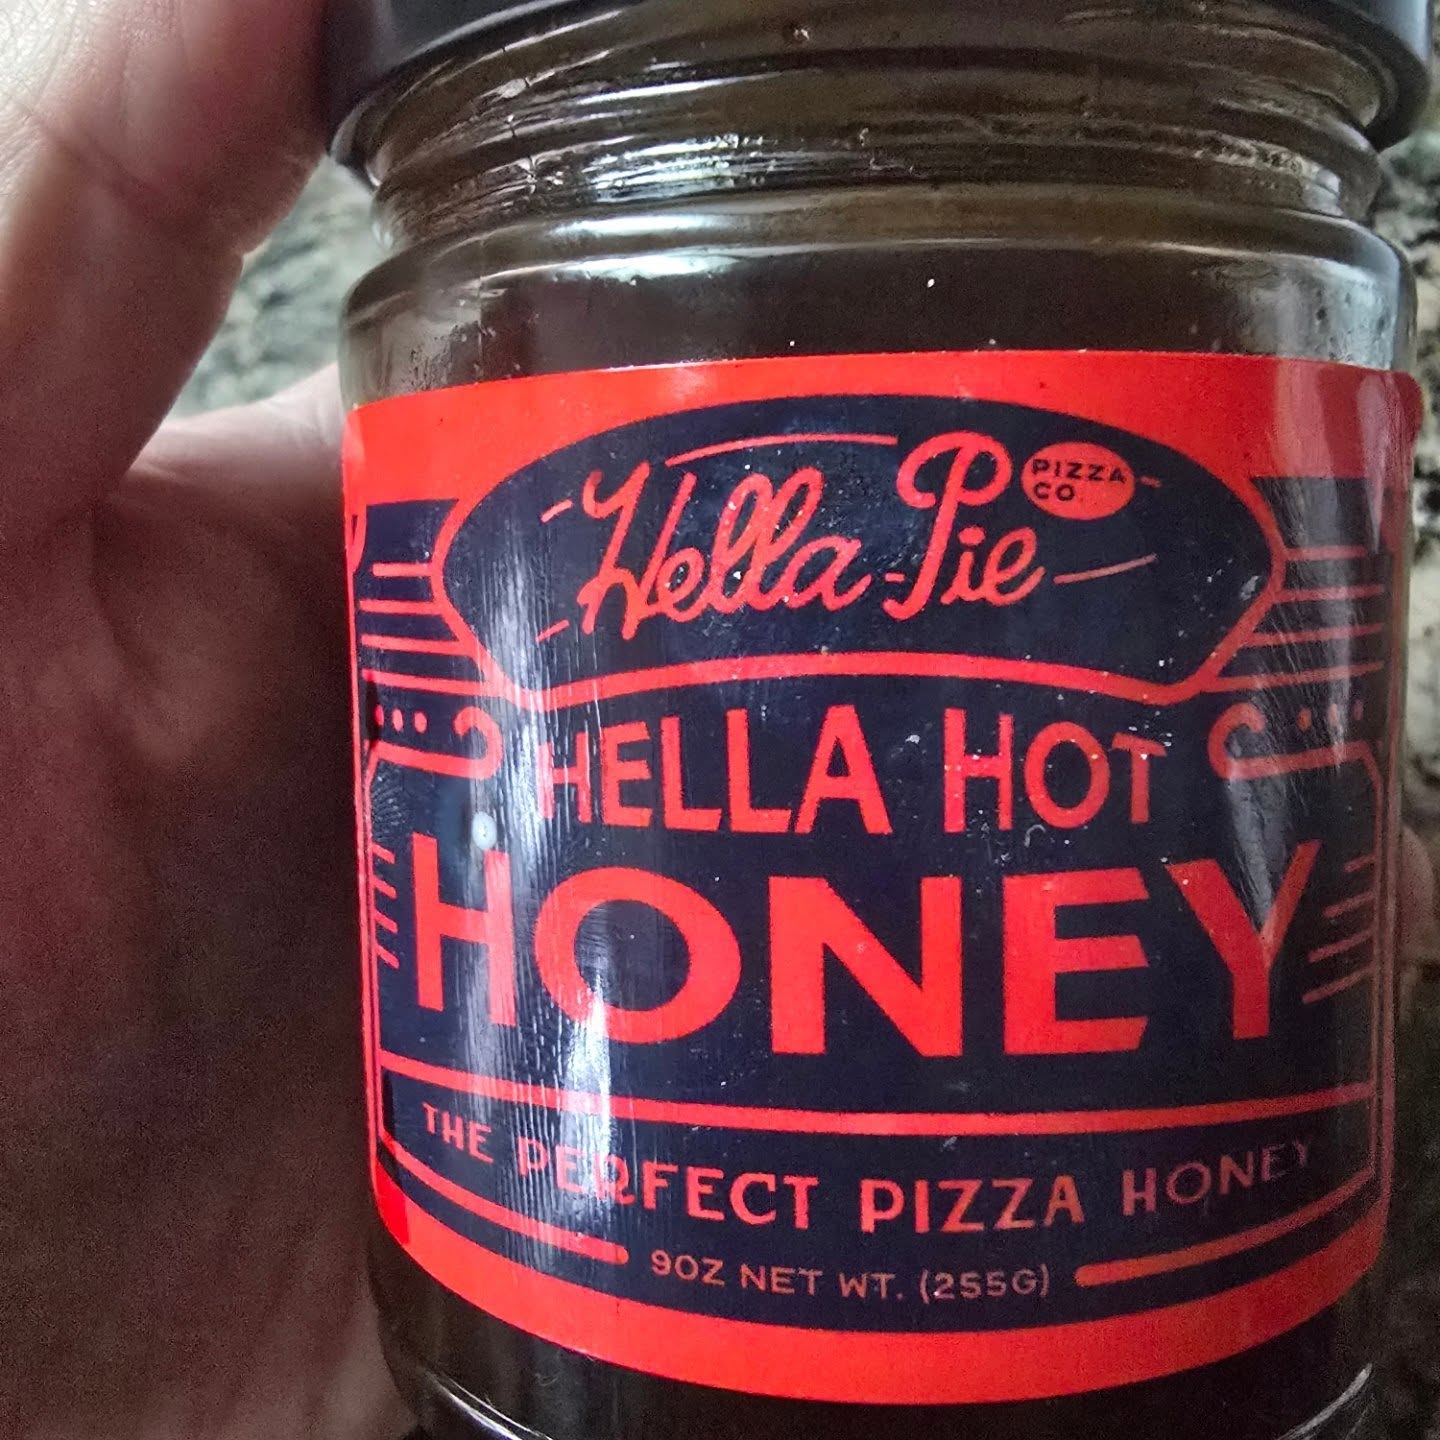 Hella Pie
PIZZA
CO.
HELLA HOT
HONEY
THE PERFECT PIZZA HONEY
9OZ NET WT. (255G)